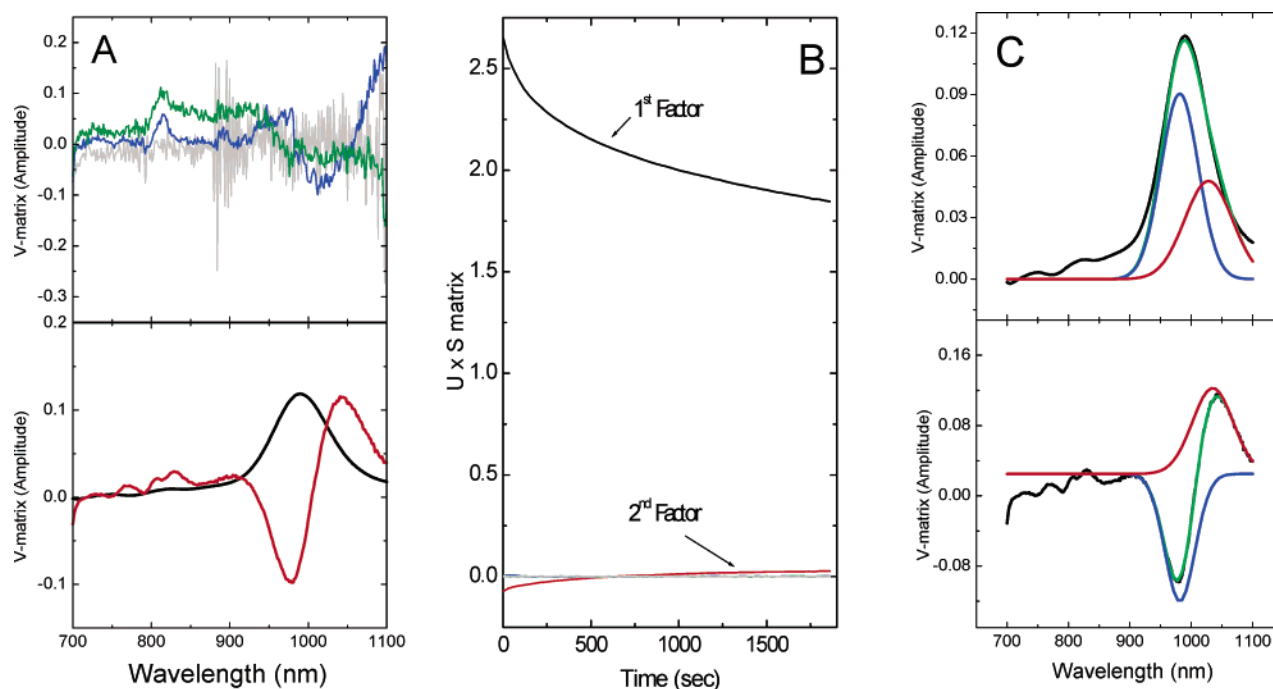 A
V-matrix (Amplitude)
0.2
0.1
0.0
-0.1
-0.2
-0.3
0.2
V-matrix (Amplitude)
0.1
0.0
-0.1
700 800 900 1000 1100
Wavelength (nm)
B
U x S matrix
2.5
2.0
1.5
1.0
0.5
0.0
1st Factor
2nd Factor
0 500 1000 1500
Time (sec)
C
V-matrix (Amplitude)
0.12
0.09
0.06
0.03
0.00
V-matrix (Amplitude)
0.16
0.08
0.00
-0.08
700 800 900 1000 1100
Wavelength (nm)